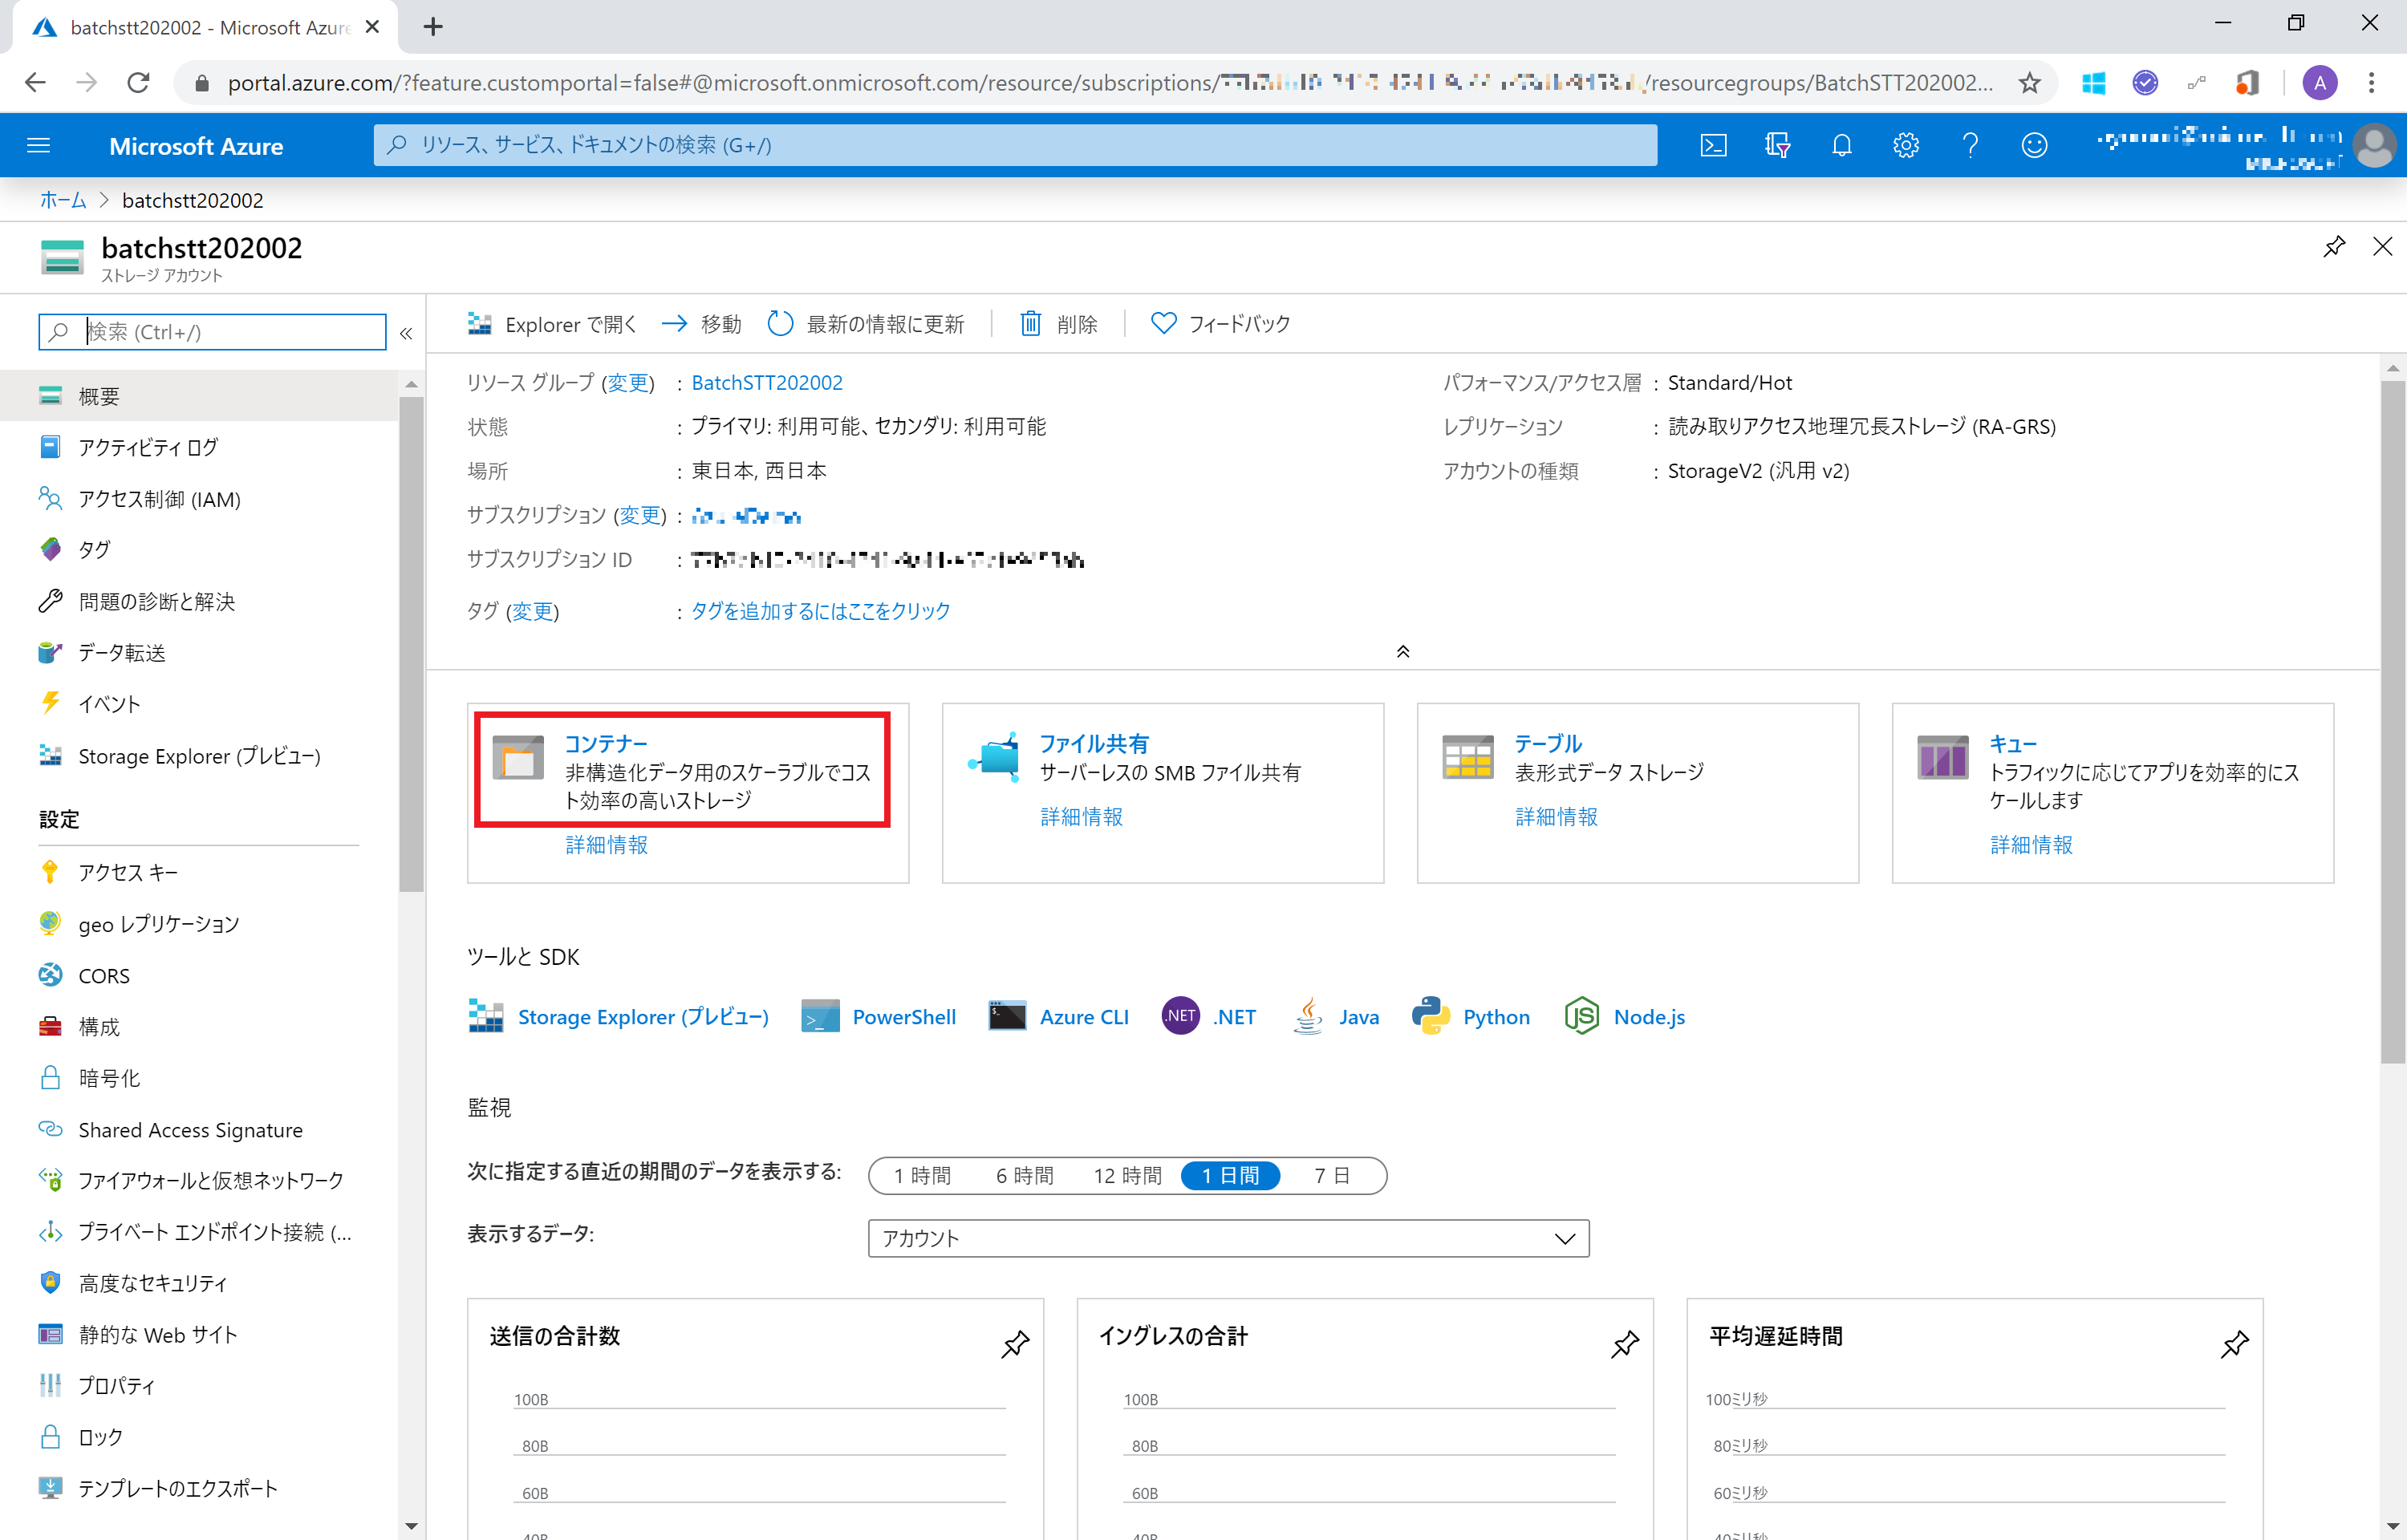 batchstt202002 - Microsoft Azure
portal.azure.com/?feature.customportal=false#@microsoft.onmicrosoft.com/resource/subscriptions/
/resourcegroups/BatchSTT202002...
A
Microsoft Azure
リソース、サービス、ドキュメントの検索 (G+/)
ホーム > batchstt202002
batchstt202002
ストレージ アカウント
検索 (Ctrl+/)
概要
アクティビティ ログ
アクセス制御 (IAM)
タグ
問題の診断と解決
データ転送
イベント
Storage Explorer (プレビュー)
設定
アクセス キー
geo レプリケーション
CORS
構成
暗号化
Shared Access Signature
ファイアウォールと仮想ネットワーク
プライベート エンドポイント接続 (...
高度なセキュリティ
静的な Web サイト
プロパティ
ロック
テンプレートのエクスポート
Explorer で開く 移動 最新の情報に更新 削除 フィードバック
リソース グループ (変更) : BatchSTT202002
状態 : プライマリ: 利用可能、セカンダリ: 利用可能
場所 : 東日本, 西日本
サブスクリプション (変更) :
サブスクリプション ID :
タグ (変更) : タグを追加するにはここをクリック
パフォーマンス/アクセス層 : Standard/Hot
レプリケーション : 読み取りアクセス地理冗長ストレージ (RA-GRS)
アカウントの種類 : StorageV2 (汎用 v2)
コンテナー
非構造化データ用のスケーラブルでコス
ト効率の高いストレージ
詳細情報
ファイル共有
サーバーレスの SMB ファイル共有
詳細情報
テーブル
表形式データ ストレージ
詳細情報
キュー
トラフィックに応じてアプリを効率的にス
ケールします
詳細情報
ツールと SDK
Storage Explorer (プレビュー) PowerShell Azure CLI .NET .NET Java Python Node.js
監視
次に指定する直近の期間のデータを表示する: 1 時間 6 時間 12 時間 1 日間 7 日
表示するデータ: アカウント
送信の合計数
100B
80B
60B
40B
イングレスの合計
100B
80B
60B
40B
平均遅延時間
100ミリ秒
80ミリ秒
60ミリ秒
40ミリ秒